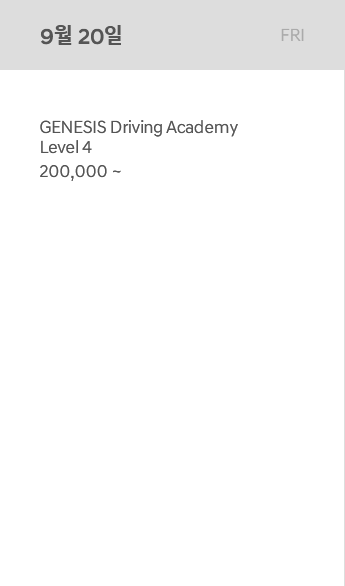 9월 20일
FRI
GENESIS Driving Academy
Level 4
200,000 ~